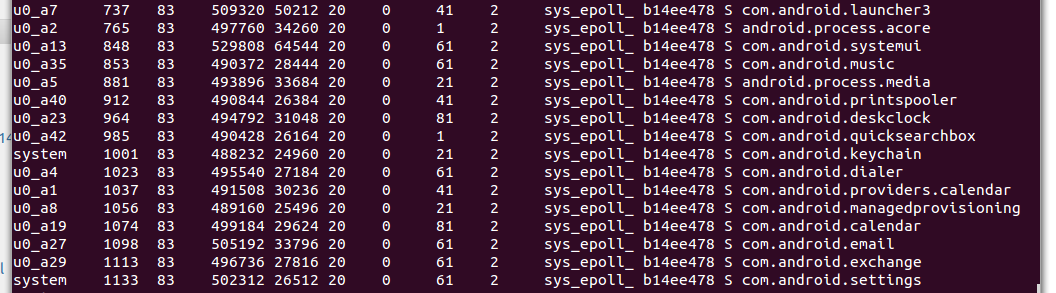 u0_a7 737 83 509320 50212 20 0 41 2 sys_epoll_ b14ee478 S com.android.launcher3
u0_a2 765 83 497760 34260 20 0 1 2 sys_epoll_ b14ee478 S android.process.acore
u0_a13 848 83 529808 64544 20 0 61 2 sys_epoll_ b14ee478 S com.android.systemui
u0_a35 853 83 490372 28444 20 0 61 2 sys_epoll_ b14ee478 S com.android.music
u0_a5 881 83 493896 33684 20 0 21 2 sys_epoll_ b14ee478 S android.process.media
u0_a40 912 83 490844 26384 20 0 41 2 sys_epoll_ b14ee478 S com.android.printspooler
u0_a23 964 83 494792 31048 20 0 81 2 sys_epoll_ b14ee478 S com.android.deskclock
u0_a42 985 83 490428 26164 20 0 1 2 sys_epoll_ b14ee478 S com.android.quicksearchbox
system 1001 83 488232 24960 20 0 21 2 sys_epoll_ b14ee478 S com.android.keychain
u0_a4 1023 83 495540 27184 20 0 61 2 sys_epoll_ b14ee478 S com.android.dialer
u0_a1 1037 83 491508 30236 20 0 41 2 sys_epoll_ b14ee478 S com.android.providers.calendar
u0_a8 1056 83 489160 25496 20 0 21 2 sys_epoll_ b14ee478 S com.android.managedprovisioning
u0_a19 1074 83 499184 29624 20 0 81 2 sys_epoll_ b14ee478 S com.android.calendar
u0_a27 1098 83 505192 33796 20 0 61 2 sys_epoll_ b14ee478 S com.android.email
u0_a29 1113 83 496736 27816 20 0 61 2 sys_epoll_ b14ee478 S com.android.exchange
system 1133 83 502312 26512 20 0 61 2 sys_epoll_ b14ee478 S com.android.settings